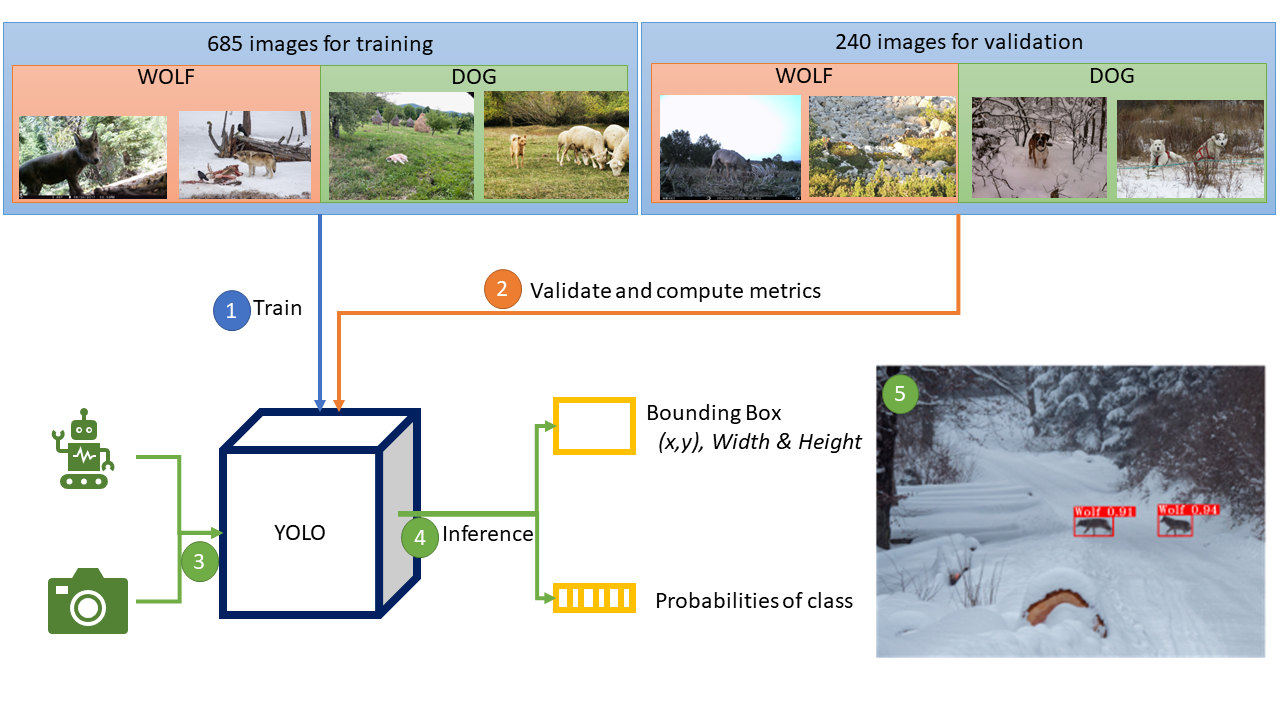 685 images for training
WOLF
DOG
240 images for validation
WOLF
DOG
1
Train
2
Validate and compute metrics
3
YOLO
4
Inference
Bounding Box
(x,y), Width & Height
Probabilities of class
5
Wolf 0.91
Wolf 0.94